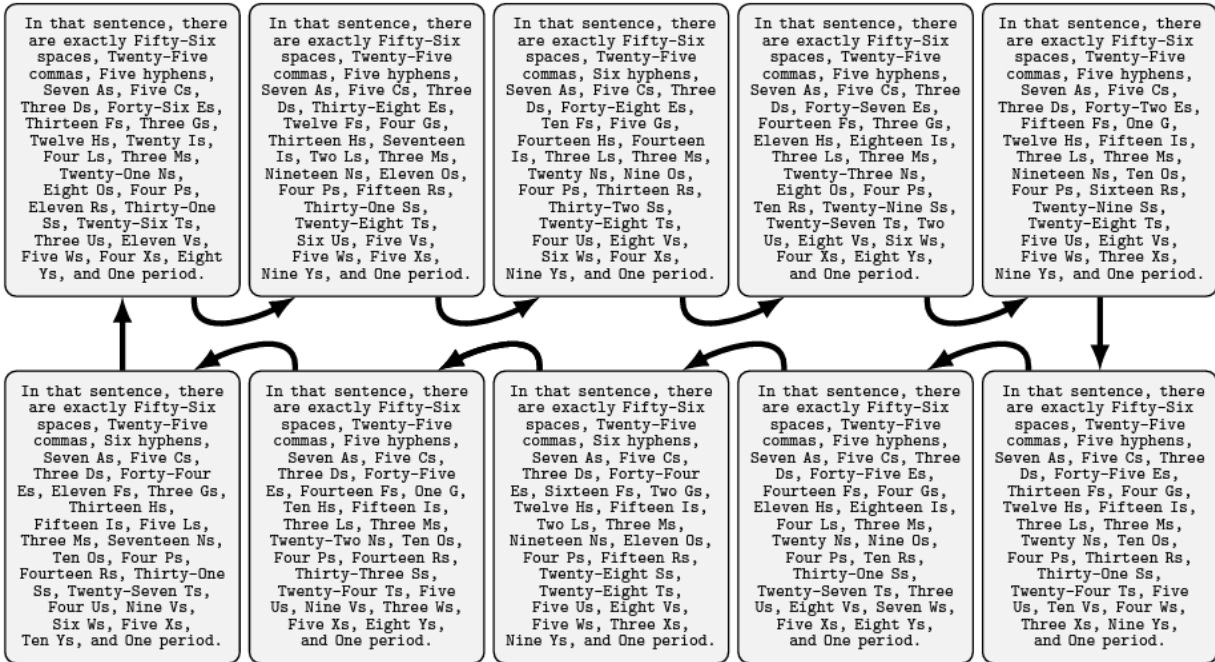 In that sentence, there
are exactly Fifty-Six
spaces, Twenty-Five
commas, Five hyphens,
Seven As, Five Cs,
Three Ds, Forty-Six Es,
Thirteen Fs, Three Gs,
Twelve Hs, Twenty Is,
Four Ls, Three Ms,
Twenty-One Ns,
Eight Os, Four Ps,
Eleven Rs, Thirty-One
Ss, Twenty-Six Ts,
Three Us, Eleven Vs,
Five Ws, Four Xs, Eight
Ys, and One period.
In that sentence, there
are exactly Fifty-Six
spaces, Twenty-Five
commas, Five hyphens,
Seven As, Five Cs, Three
Ds, Thirty-Eight Es,
Twelve Fs, Four Gs,
Thirteen Hs, Seventeen
Is, Two Ls, Three Ms,
Nineteen Ns, Eleven Os,
Four Ps, Fifteen Rs,
Thirty-One Ss,
Twenty-Eight Ts,
Six Us, Five Vs,
Five Ws, Five Xs,
Nine Ys, and One period.
In that sentence, there
are exactly Fifty-Six
spaces, Twenty-Five
commas, Six hyphens,
Seven As, Five Cs, Three
Ds, Forty-Eight Es,
Ten Fs, Five Gs,
Fourteen Hs, Fourteen
Is, Three Ls, Three Ms,
Twenty Ns, Nine Os,
Four Ps, Thirteen Rs,
Thirty-Two Ss,
Twenty-Eight Ts,
Four Us, Eight Vs,
Six Ws, Four Xs,
Nine Ys, and One period.
In that sentence, there
are exactly Fifty-Six
spaces, Twenty-Five
commas, Five hyphens,
Seven As, Five Cs, Three
Ds, Forty-Seven Es,
Fourteen Fs, Three Gs,
Eleven Hs, Eighteen Is,
Three Ls, Three Ms,
Twenty-Three Ns,
Eight Os, Four Ps,
Ten Rs, Twenty-Nine Ss,
Twenty-Seven Ts, Two
Us, Eight Vs, Six Ws,
Four Xs, Eight Ys,
and One period.
In that sentence, there
are exactly Fifty-Six
spaces, Twenty-Five
commas, Five hyphens,
Seven As, Five Cs,
Three Ds, Forty-Two Es,
Fifteen Fs, One G,
Twelve Hs, Fifteen Is,
Three Ls, Three Ms,
Nineteen Ns, Ten Os,
Four Ps, Sixteen Rs,
Twenty-Nine Ss,
Twenty-Eight Ts,
Five Us, Eight Vs,
Five Ws, Three Xs,
Nine Ys, and One period.
In that sentence, there
are exactly Fifty-Six
spaces, Twenty-Five
commas, Six hyphens,
Seven As, Five Cs,
Three Ds, Forty-Four
Es, Eleven Fs, Three Gs,
Thirteen Hs,
Fifteen Is, Five Ls,
Three Ms, Seventeen Ns,
Ten Os, Four Ps,
Fourteen Rs, Thirty-One
Ss, Twenty-Seven Ts,
Four Us, Nine Vs,
Six Ws, Five Xs,
Ten Ys, and One period.
In that sentence, there
are exactly Fifty-Six
spaces, Twenty-Five
commas, Five hyphens,
Seven As, Five Cs,
Three Ds, Forty-Five
Es, Fourteen Fs, One G,
Ten Hs, Fifteen Is,
Three Ls, Three Ms,
Twenty-Two Ns, Ten Os,
Four Ps, Fourteen Rs,
Thirty-Three Ss,
Twenty-Four Ts, Five
Us, Nine Vs, Three Ws,
Five Xs, Eight Ys,
and One period.
In that sentence, there
are exactly Fifty-Six
spaces, Twenty-Five
commas, Six hyphens,
Seven As, Five Cs,
Three Ds, Forty-Four
Es, Sixteen Fs, Two Gs,
Twelve Hs, Fifteen Is,
Two Ls, Three Ms,
Nineteen Ns, Eleven Os,
Four Ps, Fifteen Rs,
Twenty-Eight Ss,
Twenty-Eight Ts,
Five Us, Eight Vs,
Five Ws, Three Xs,
Nine Ys, and One period.
In that sentence, there
are exactly Fifty-Six
spaces, Twenty-Five
commas, Five hyphens,
Seven As, Five Cs, Three
Ds, Forty-Five Es,
Fourteen Fs, Four Gs,
Eleven Hs, Eighteen Is,
Four Ls, Three Ms,
Twenty Ns, Nine Os,
Four Ps, Ten Rs,
Thirty-One Ss,
Twenty-Seven Ts, Three
Us, Eight Vs, Seven Ws,
Five Xs, Eight Ys,
and One period.
In that sentence, there
are exactly Fifty-Six
spaces, Twenty-Five
commas, Five hyphens,
Seven As, Five Cs, Three
Ds, Forty-Five Es,
Thirteen Fs, Four Gs,
Twelve Hs, Fifteen Is,
Three Ls, Three Ms,
Twenty Ns, Ten Os,
Four Ps, Thirteen Rs,
Thirty-One Ss,
Twenty-Four Ts, Five
Us, Ten Vs, Four Ws,
Three Xs, Nine Ys,
and One period.